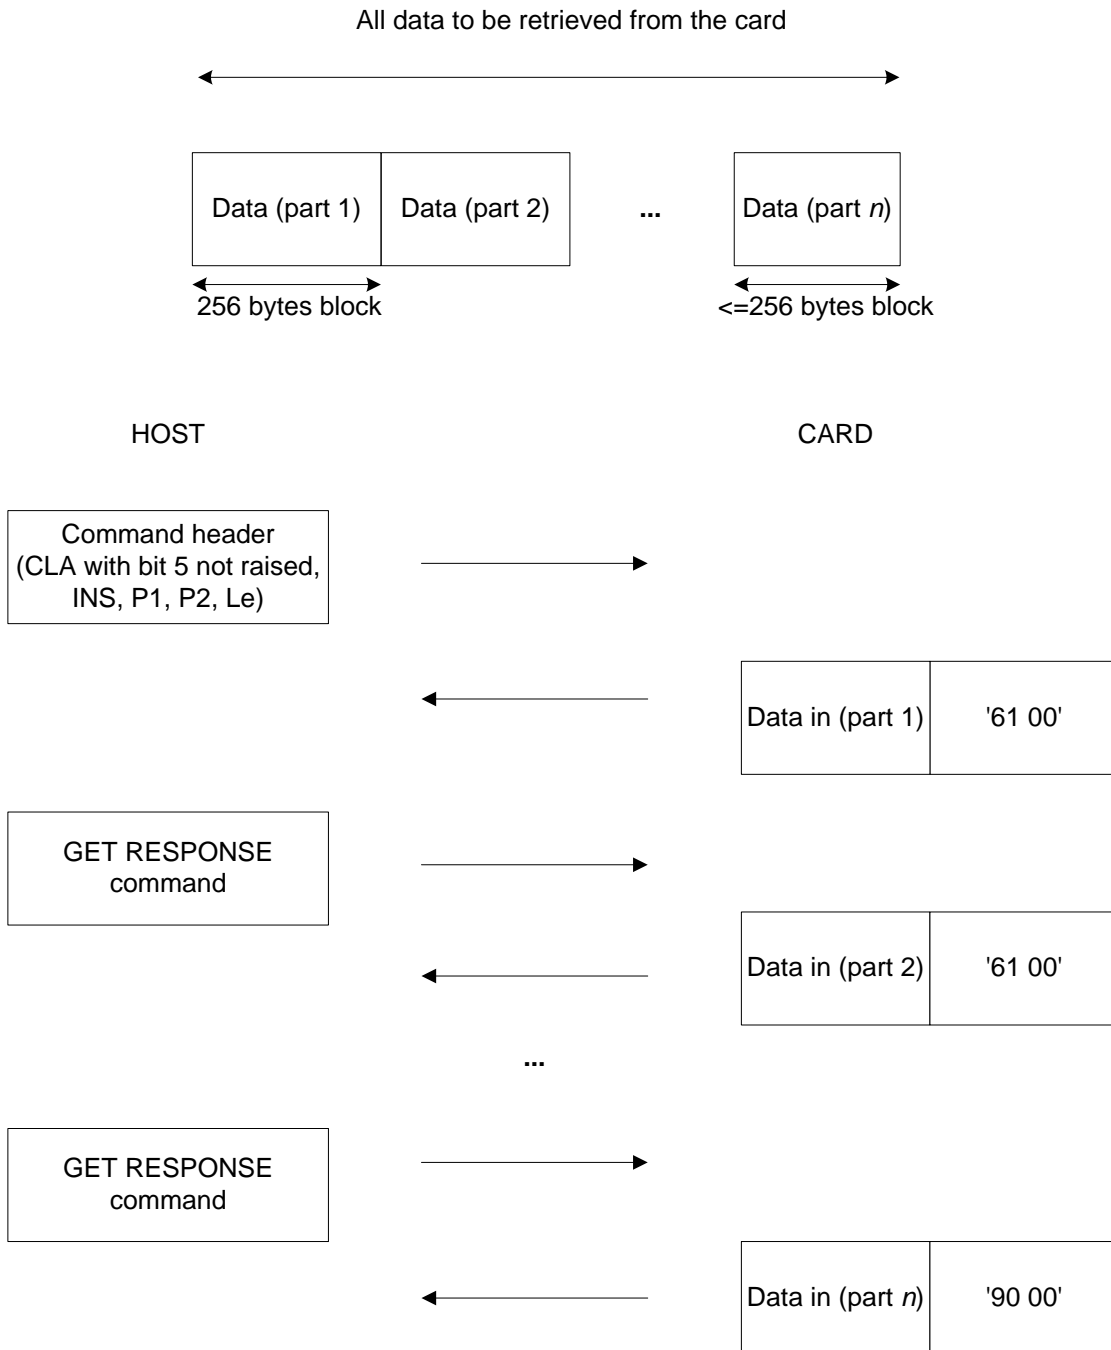 All data to be retrieved from the card
Data (part 1) Data (part 2) ... Data (part n)
256 bytes block <=256 bytes block
HOST CARD
Command header
(CLA with bit 5 not raised,
INS, P1, P2, Le)
Data in (part 1) '61 00'
GET RESPONSE
command
Data in (part 2) '61 00'
...
GET RESPONSE
command
Data in (part n) '90 00'